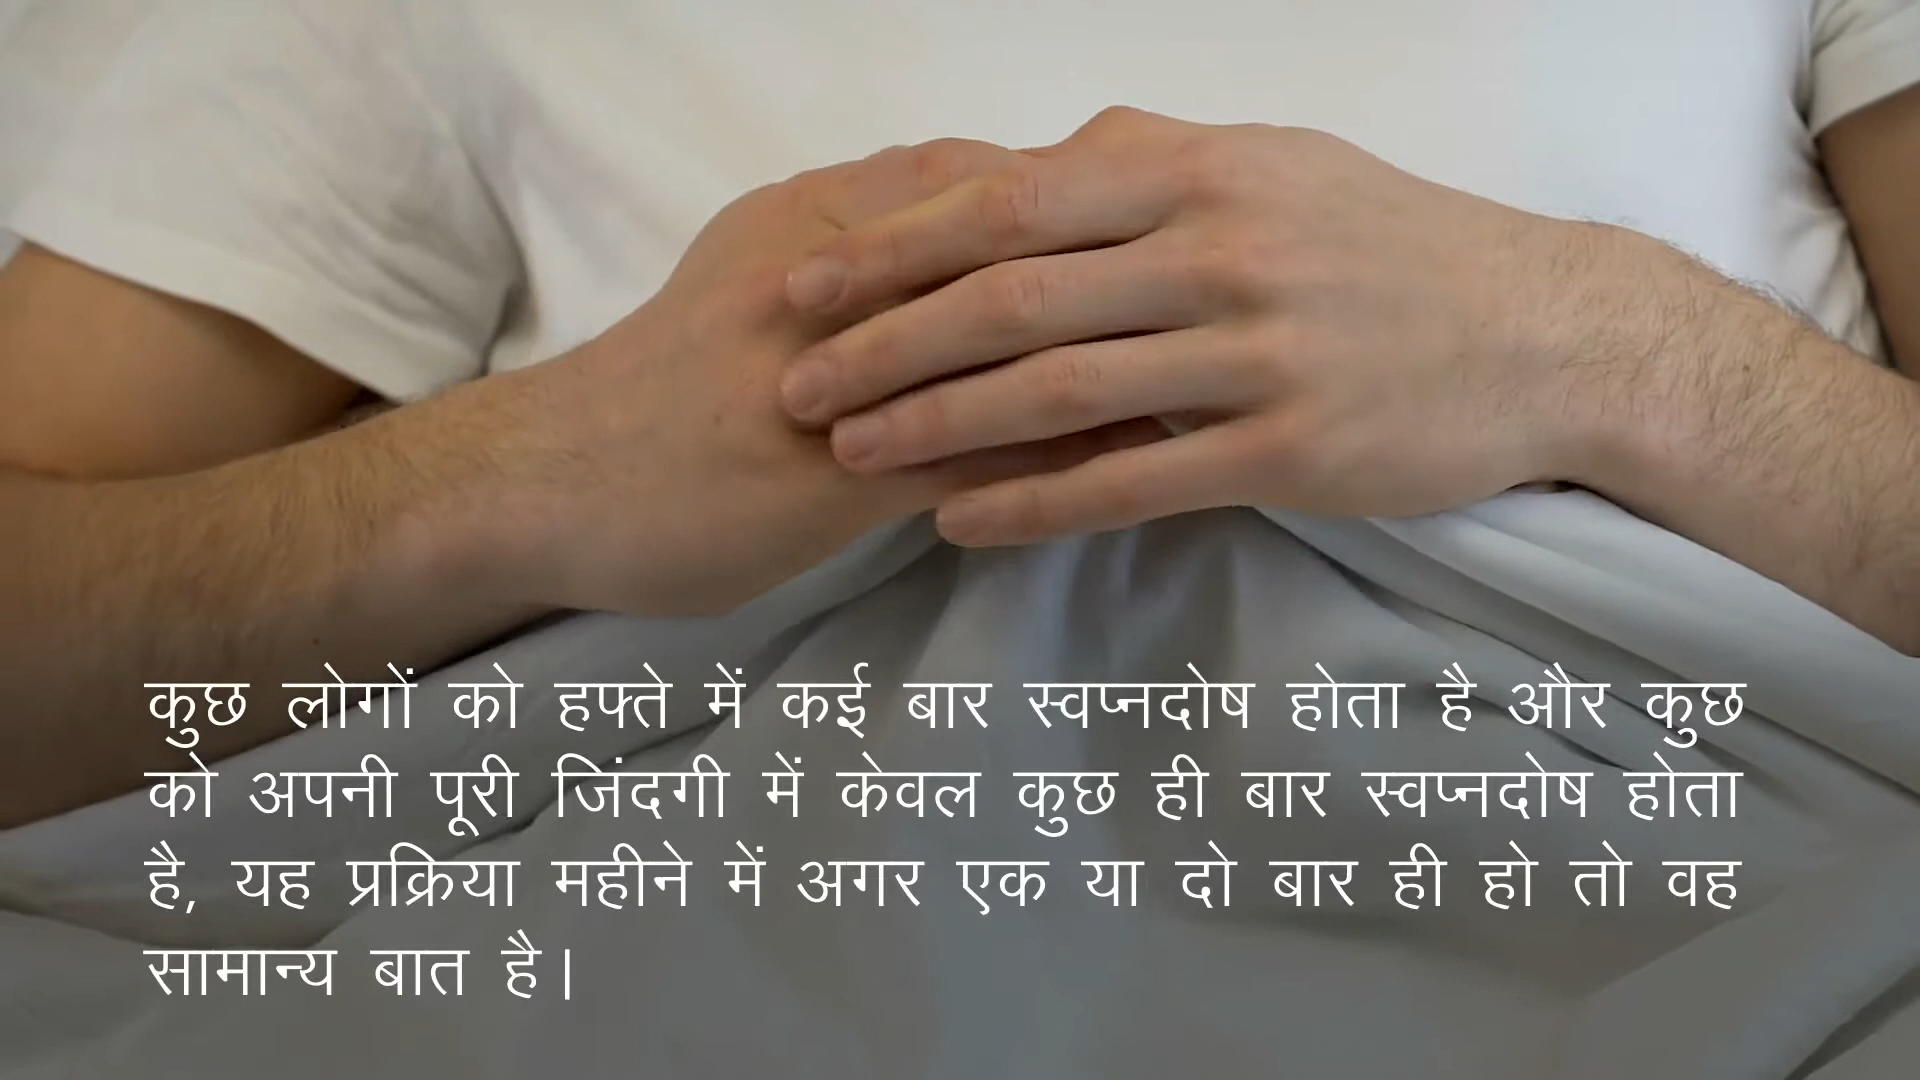 कुछ लोगों को हफ्ते में कई बार स्वप्नदोष होता है और कुछ
को अपनी पूरी जिंदगी में केवल कुछ ही बार स्वप्नदोष होता
है, यह प्रक्रिया महीने में अगर एक या दो बार ही हो तो वह
सामान्य बात है|